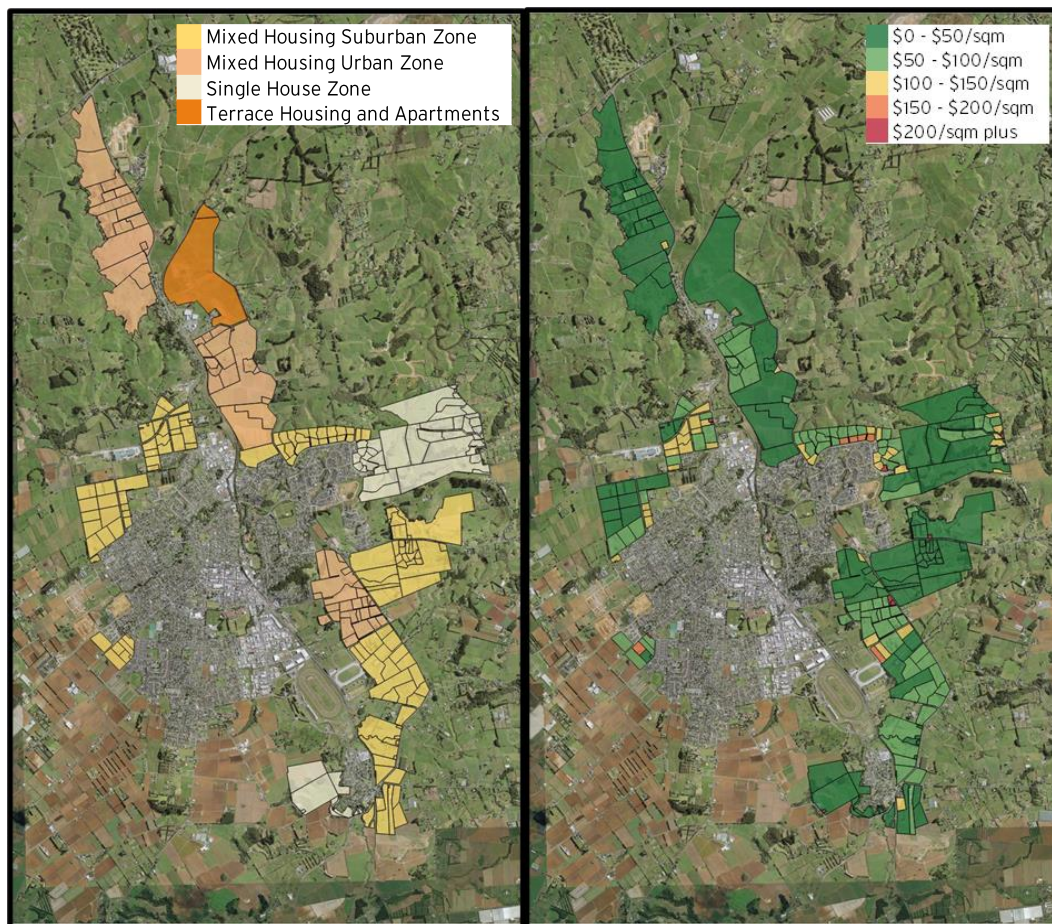 Mixed Housing Suburban Zone
Mixed Housing Urban Zone
Single House Zone
Terrace Housing and Apartments
$0 - $50/sqm
$50 - $100/sqm
$100 - $150/sqm
$150 - $200/sqm
$200/sqm plus